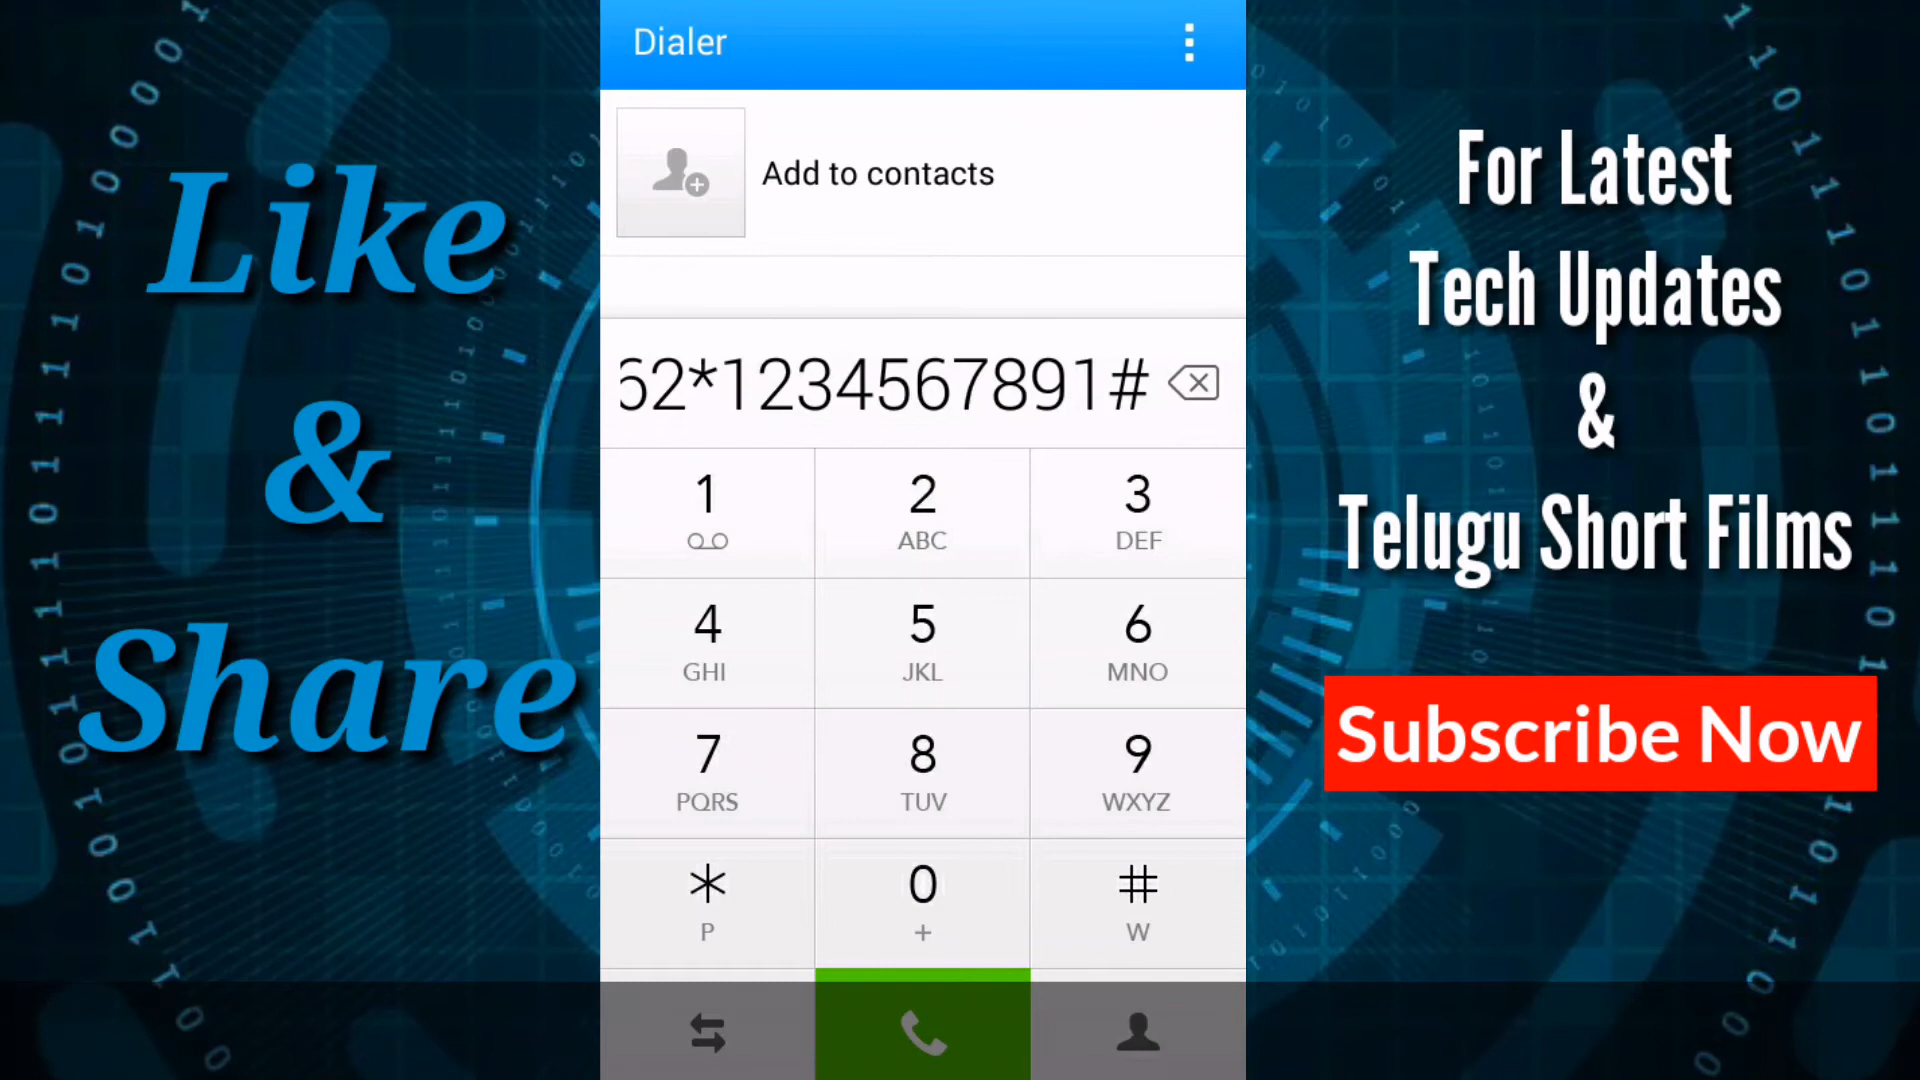 Like
&
Share
Dialer
Add to contacts
62*1234567891#
1
2
ABC
3
DEF
4
GHI
5
JKL
6
MNO
7
PQRS
8
TUV
9
WXYZ
*
P
0
+
#
W
For Latest
Tech Updates
&
Telugu Short Films
Subscribe Now